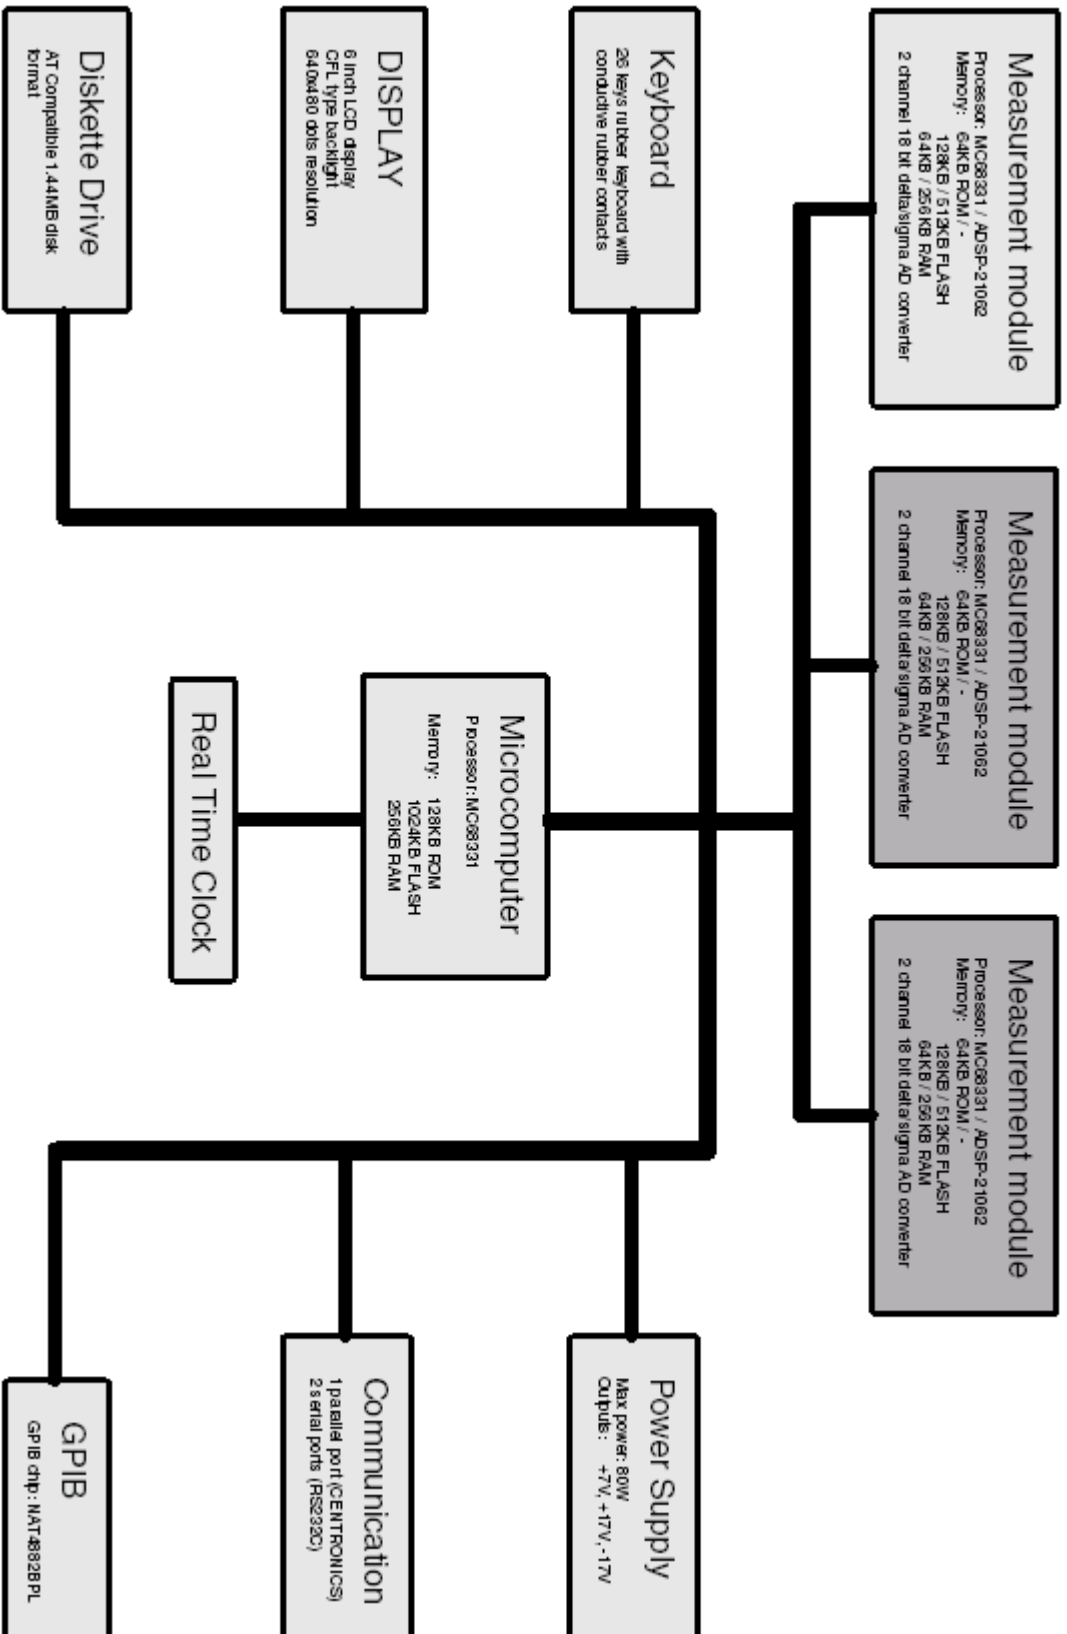 Measurement module
Processor: MC68331 / ADSP-21062
Memory: 64KB ROM / -
128KB / 512KB FLASH
64KB / 256KB RAM
2 channel 18 bit delta/sigma AD converter
Measurement module
Processor: MC68331 / ADSP-21062
Memory: 64KB ROM / -
128KB / 512KB FLASH
64KB / 256KB RAM
2 channel 18 bit delta/sigma AD converter
Measurement module
Processor: MC68331 / ADSP-21062
Memory: 64KB ROM / -
128KB / 512KB FLASH
64KB / 256KB RAM
2 channel 18 bit delta/sigma AD converter
Keyboard
26 keys rubber keyboard with
conductive rubber contacts
Power Supply
Max power: 80W
Outputs: +7V, +17V, -17V
Microcomputer
Processor: MC68331
Memory: 128KB ROM
1024KB FLASH
256KB RAM
DISPLAY
6 inch LCD display
CFL type backlight
640x480 dots resolution
Communication
1 parallel port (CENTRONICS)
2 serial ports (RS232C)
Real Time Clock
Diskette Drive
AT Compatible 1.44MB disk
format
GPIB
GPIB chip: NAT4882BPL